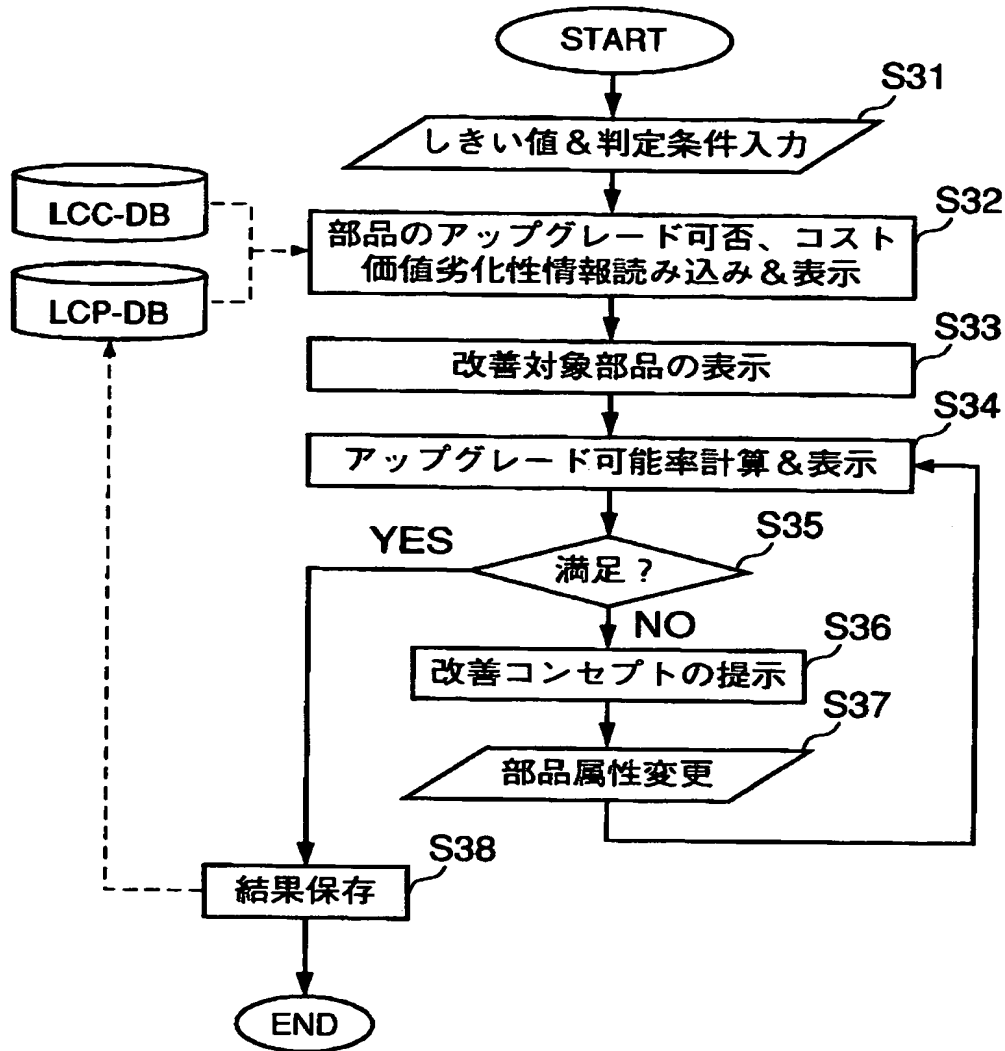 START
S31
しきい値&判定条件入力
LCC-DB
LCP-DB
S32
部品のアップグレード可否、コスト
価値劣化性情報読み込み&表示
S33
改善対象部品の表示
S34
アップグレード可能率計算&表示
S35
満足?
YES
NO
S36
改善コンセプトの提示
S37
部品属性変更
S38
結果保存
END